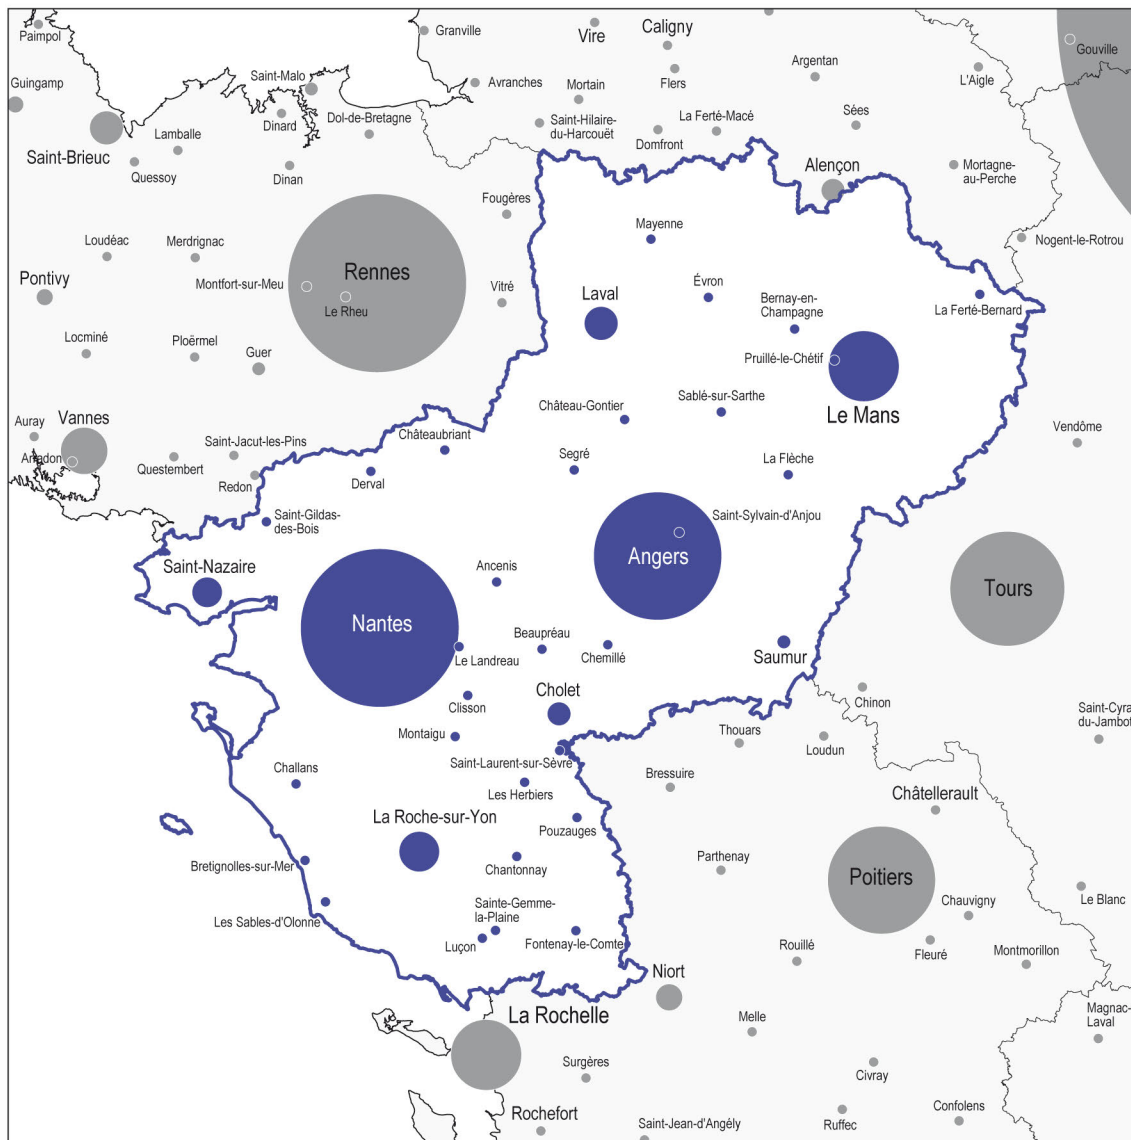 Paimpol
Granville
Vire
Caligny
Gouville
Guingamp
Saint-Malo
Avranches
Mortain
Flers
Argentan
L'Aigle
Saint-Brieuc
Lamballe
Quessoy
Dinard
Dol-de-Bretagne
Dinan
Saint-Hilaire-
du-Harcouët
Domfront
La Ferté-Macé
Sées
Alençon
Mortagne-
au-Perche
Fougères
Mayenne
Nogent-le-Rotrou
Loudéac
Merdrignac
Pontivy
Montfort-sur-Meu
Rennes
Le Rheu
Vitré
Laval
Évron
Bernay-en-
Champagne
La Ferté-Bernard
Locminé
Ploërmel
Guer
Pruillé-le-Chétif
Le Mans
Auray
Vannes
Arradon
Questembert
Saint-Jacut-les-Pins
Redon
Châteaubriant
Derval
Château-Gontier
Sablé-sur-Sarthe
Segré
La Flèche
Vendôme
Saint-Gildas-
des-Bois
Saint-Sylvain-d'Anjou
Angers
Saint-Nazaire
Ancenis
Nantes
Tours
Beaupréau
Le Landreau
Chemillé
Saumur
Clisson
Cholet
Chinon
Montaigu
Saint-Laurent-sur-Sèvre
Thouars
Loudun
Saint-Cyra
du-Jambot
Challans
Les Herbiers
Bressuire
Châtellerault
La Roche-sur-Yon
Pouzauges
Bretignolles-sur-Mer
Chantonnay
Parthenay
Poitiers
Le Blanc
Les Sables-d'Olonne
Sainte-Gemme-
la-Plaine
Luçon
Fontenay-le-Comte
Chauvigny
Rouillé
Fleuré
Montmorillon
Niort
La Rochelle
Melle
Magnac-
Laval
Surgères
Civray
Rochefort
Saint-Jean-d'Angély
Ruffec
Confolens